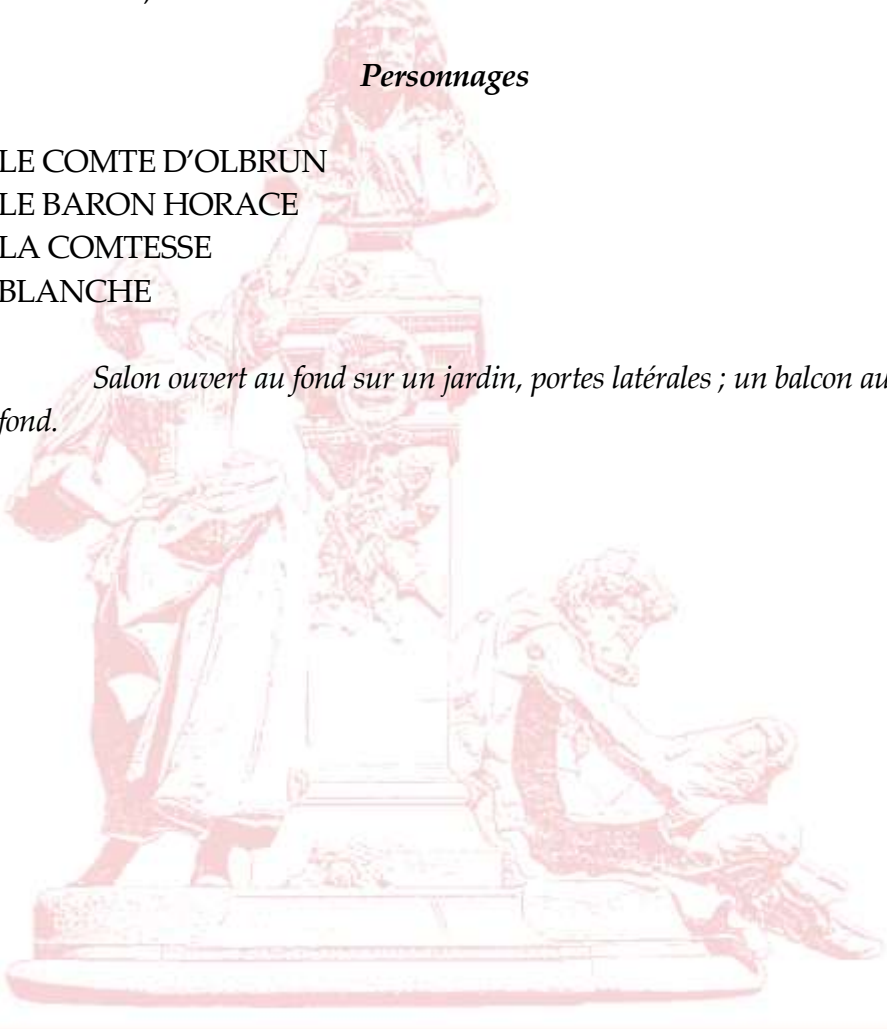 Personnages
LE COMTE D’OLBRUN
LE BARON HORACE
LA COMTESSE
BLANCHE
Salon ouvert au fond sur un jardin, portes latérales ; un balcon au
fond.